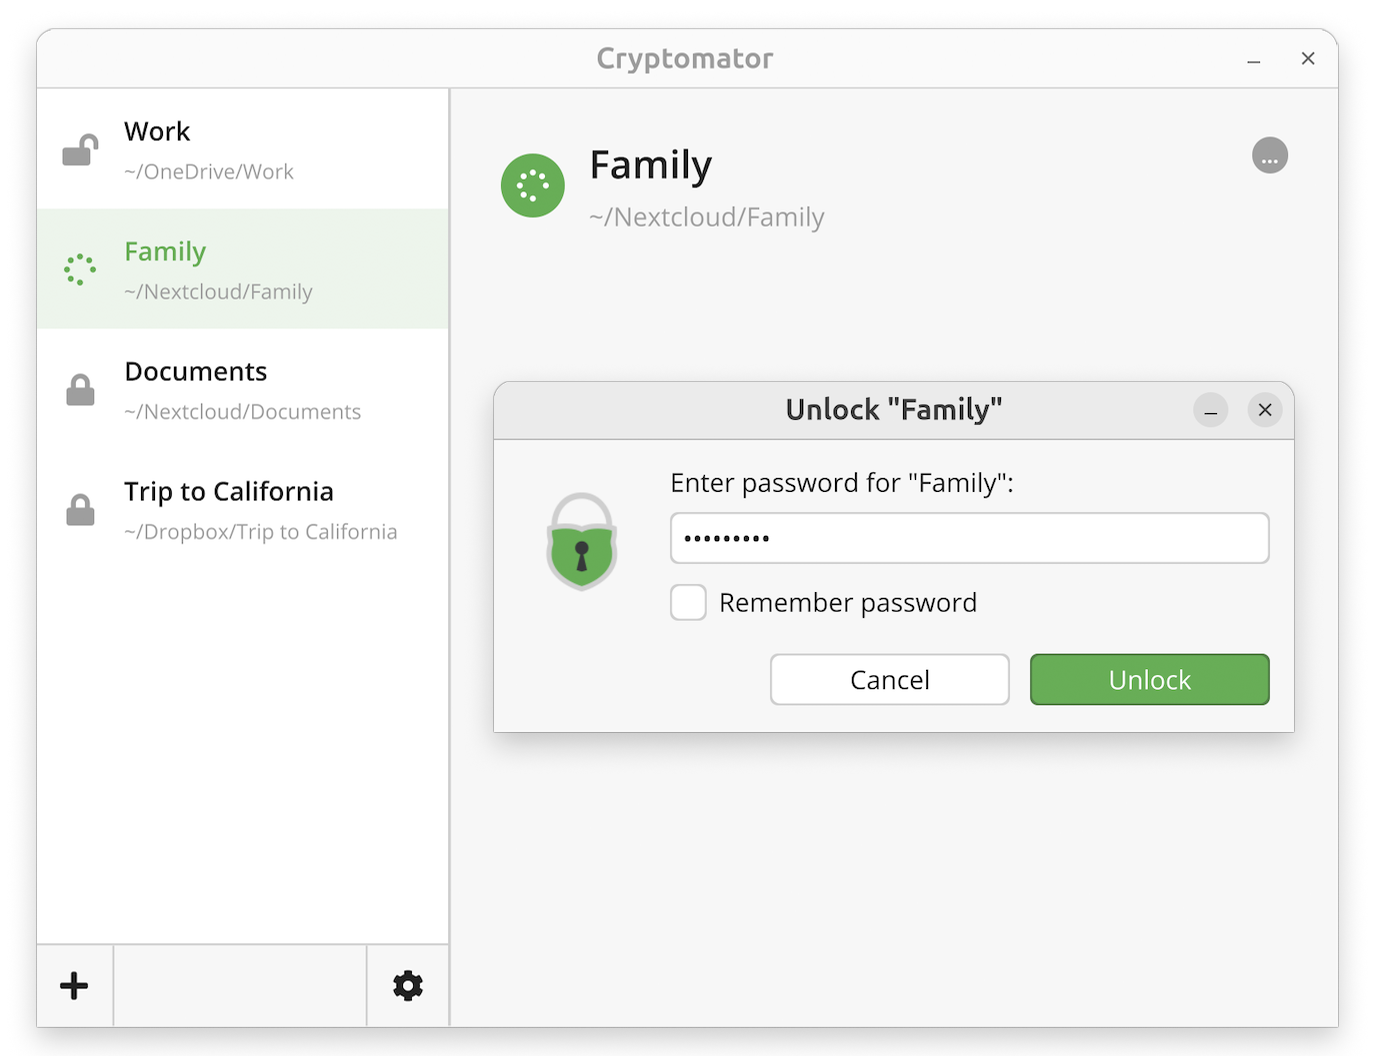 Cryptomator
Work
~/OneDrive/Work
Family
~/Nextcloud/Family
Documents
~/Nextcloud/Documents
Trip to California
~/Dropbox/Trip to California
Family
~/Nextcloud/Family
...
Unlock "Family"
Enter password for "Family":
•••••••••
Remember password
Cancel
Unlock